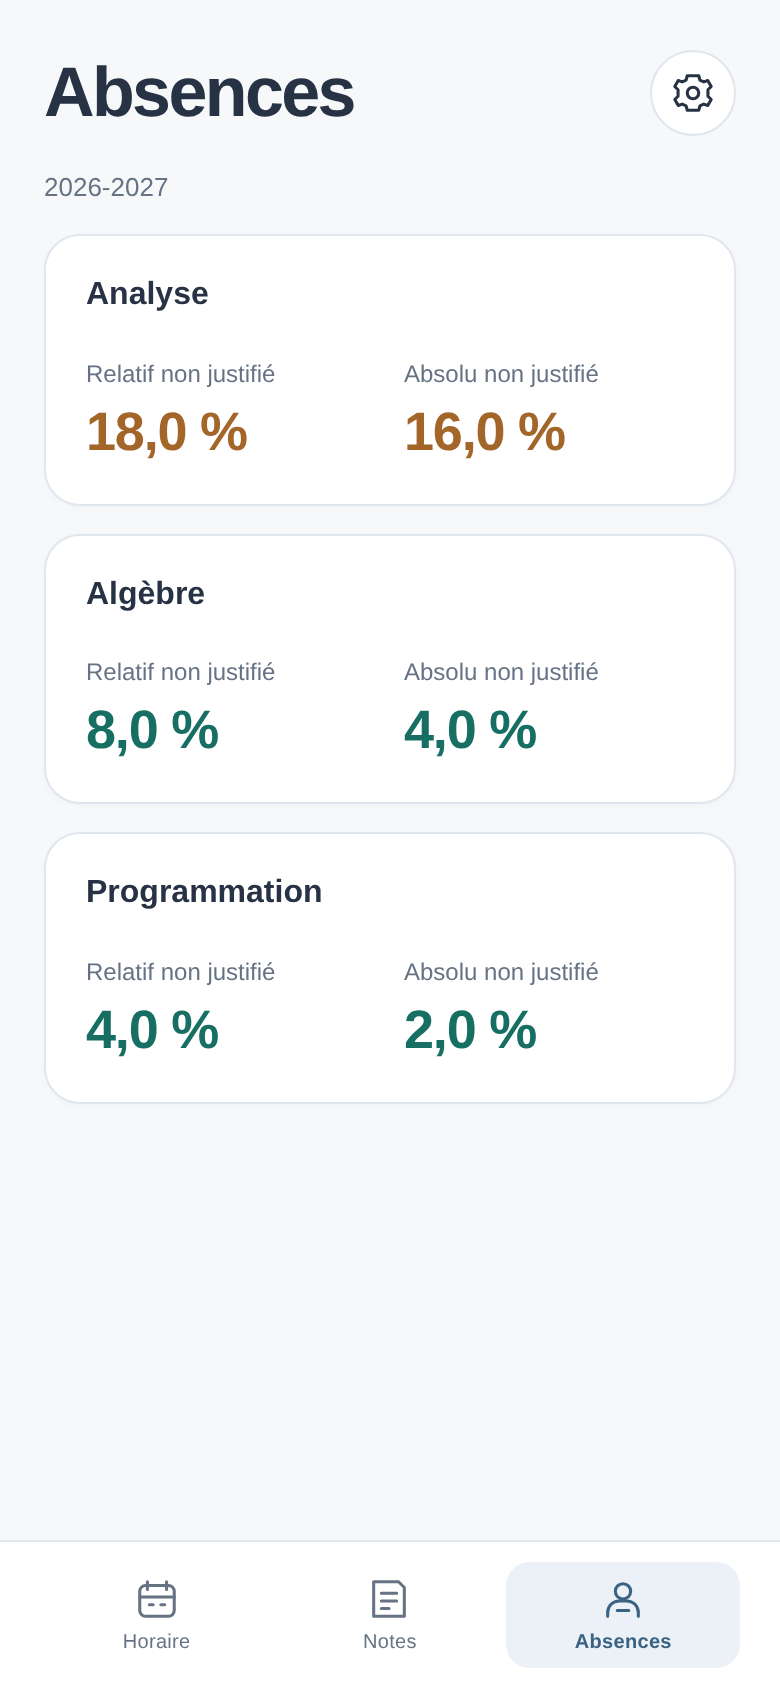 Absences
2026-2027
Analyse
Relatif non justifié
Absolu non justifié
18,0 %
16,0 %
Algèbre
Relatif non justifié
Absolu non justifié
8,0 %
4,0 %
Programmation
Relatif non justifié
Absolu non justifié
4,0 %
2,0 %
Horaire
Notes
Absences